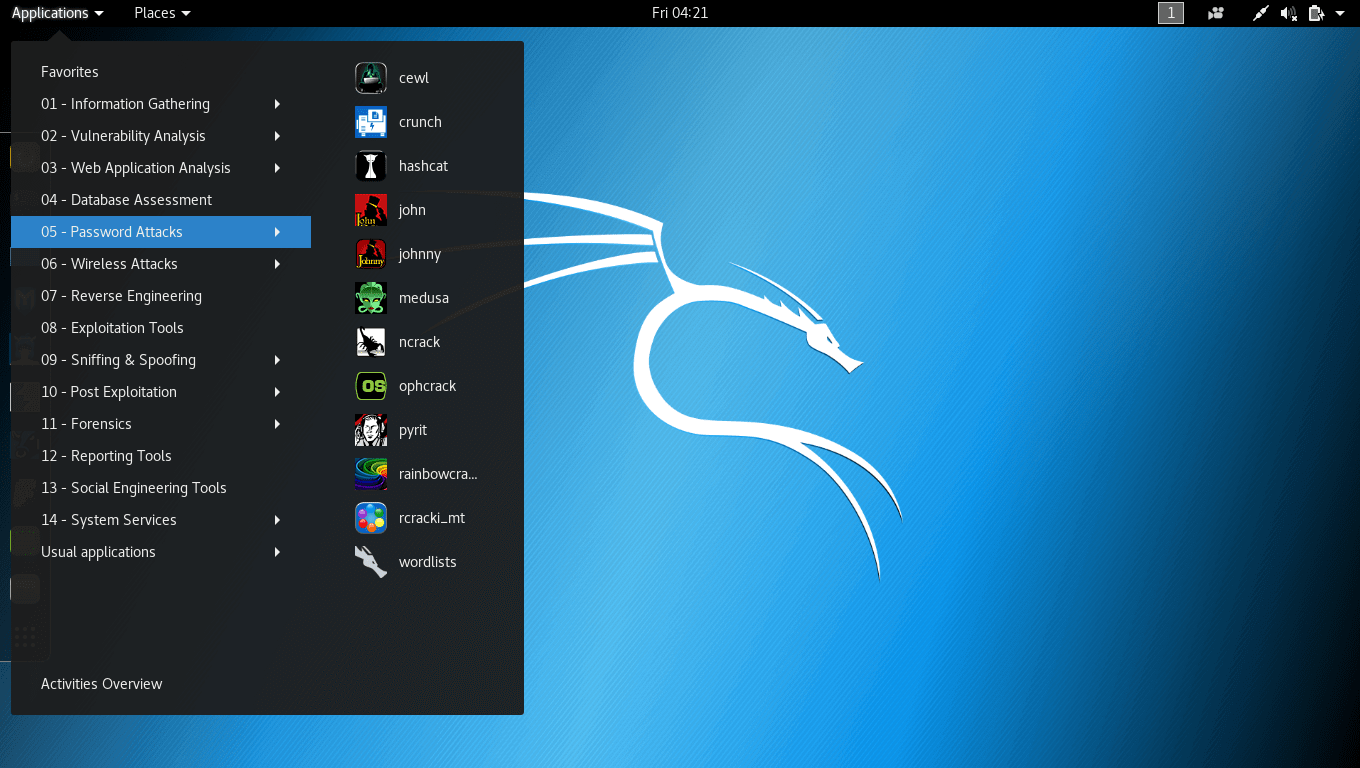 Applications Places Fri 04:21 1
Favorites
01 - Information Gathering
02 - Vulnerability Analysis
03 - Web Application Analysis
04 - Database Assessment
05 - Password Attacks
06 - Wireless Attacks
07 - Reverse Engineering
08 - Exploitation Tools
09 - Sniffing & Spoofing
10 - Post Exploitation
11 - Forensics
12 - Reporting Tools
13 - Social Engineering Tools
14 - System Services
Usual applications
Activities Overview
cewl
crunch
hashcat
John
john
Johnny
johnny
medusa
ncrack
OS
ophcrack
pyrit
rainbowcra...
rcracki_mt
wordlists